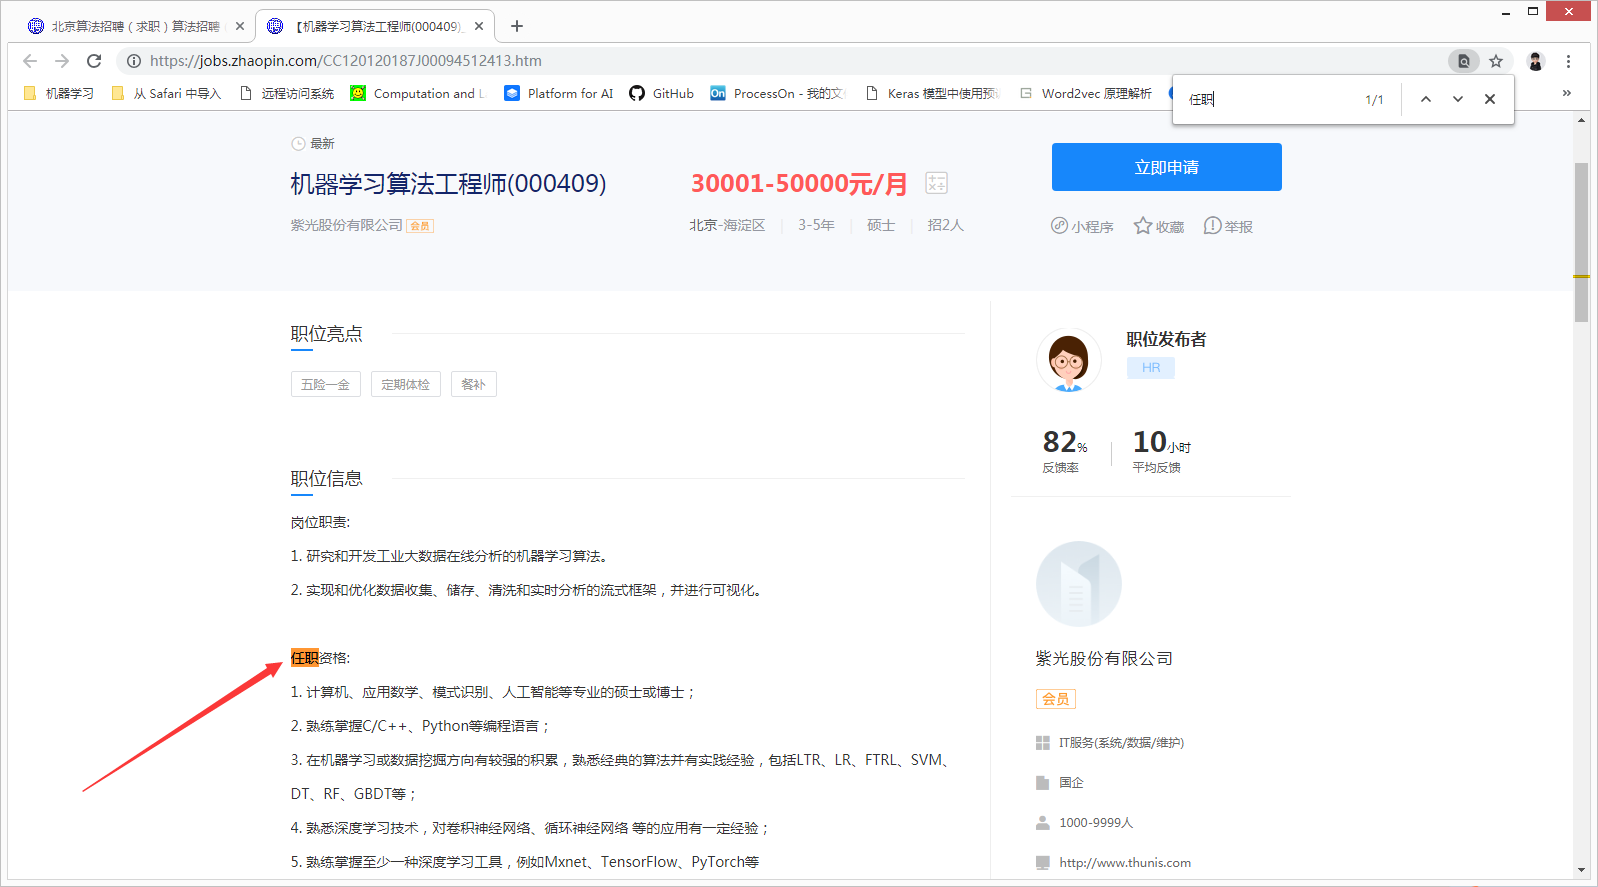 北京算法招聘（求职）算法招聘
【机器学习算法工程师(000409)_
https://jobs.zhaopin.com/CC120120187J00094512413.htm
机器学习
从 Safari 中导入
远程访问系统
Computation and L
Platform for AI
GitHub
On
ProcessOn - 我的文
Keras 模型中使用预
Word2vec 原理解析
»
任职
1/1
最新
机器学习算法工程师(000409)
30001-50000元/月
立即申请
紫光股份有限公司 会员
北京-海淀区 3-5年 硕士 招2人
小程序 收藏 举报
职位亮点
五险一金 定期体检 餐补
职位信息
岗位职责:
1. 研究和开发工业大数据在线分析的机器学习算法。
2. 实现和优化数据收集、储存、清洗和实时分析的流式框架，并进行可视化。
任职资格:
1. 计算机、应用数学、模式识别、人工智能等专业的硕士或博士；
2. 熟练掌握C/C++、Python等编程语言；
3. 在机器学习或数据挖掘方向有较强的积累，熟悉经典的算法并有实践经验，包括LTR、LR、FTRL、SVM、
DT、RF、GBDT等；
4. 熟悉深度学习技术，对卷积神经网络、循环神经网络 等的应用有一定经验；
5. 熟练掌握至少一种深度学习工具，例如Mxnet、TensorFlow、PyTorch等
职位发布者
HR
82%
反馈率
10小时
平均反馈
紫光股份有限公司
会员
IT服务(系统/数据/维护)
国企
1000-9999人
http://www.thunis.com